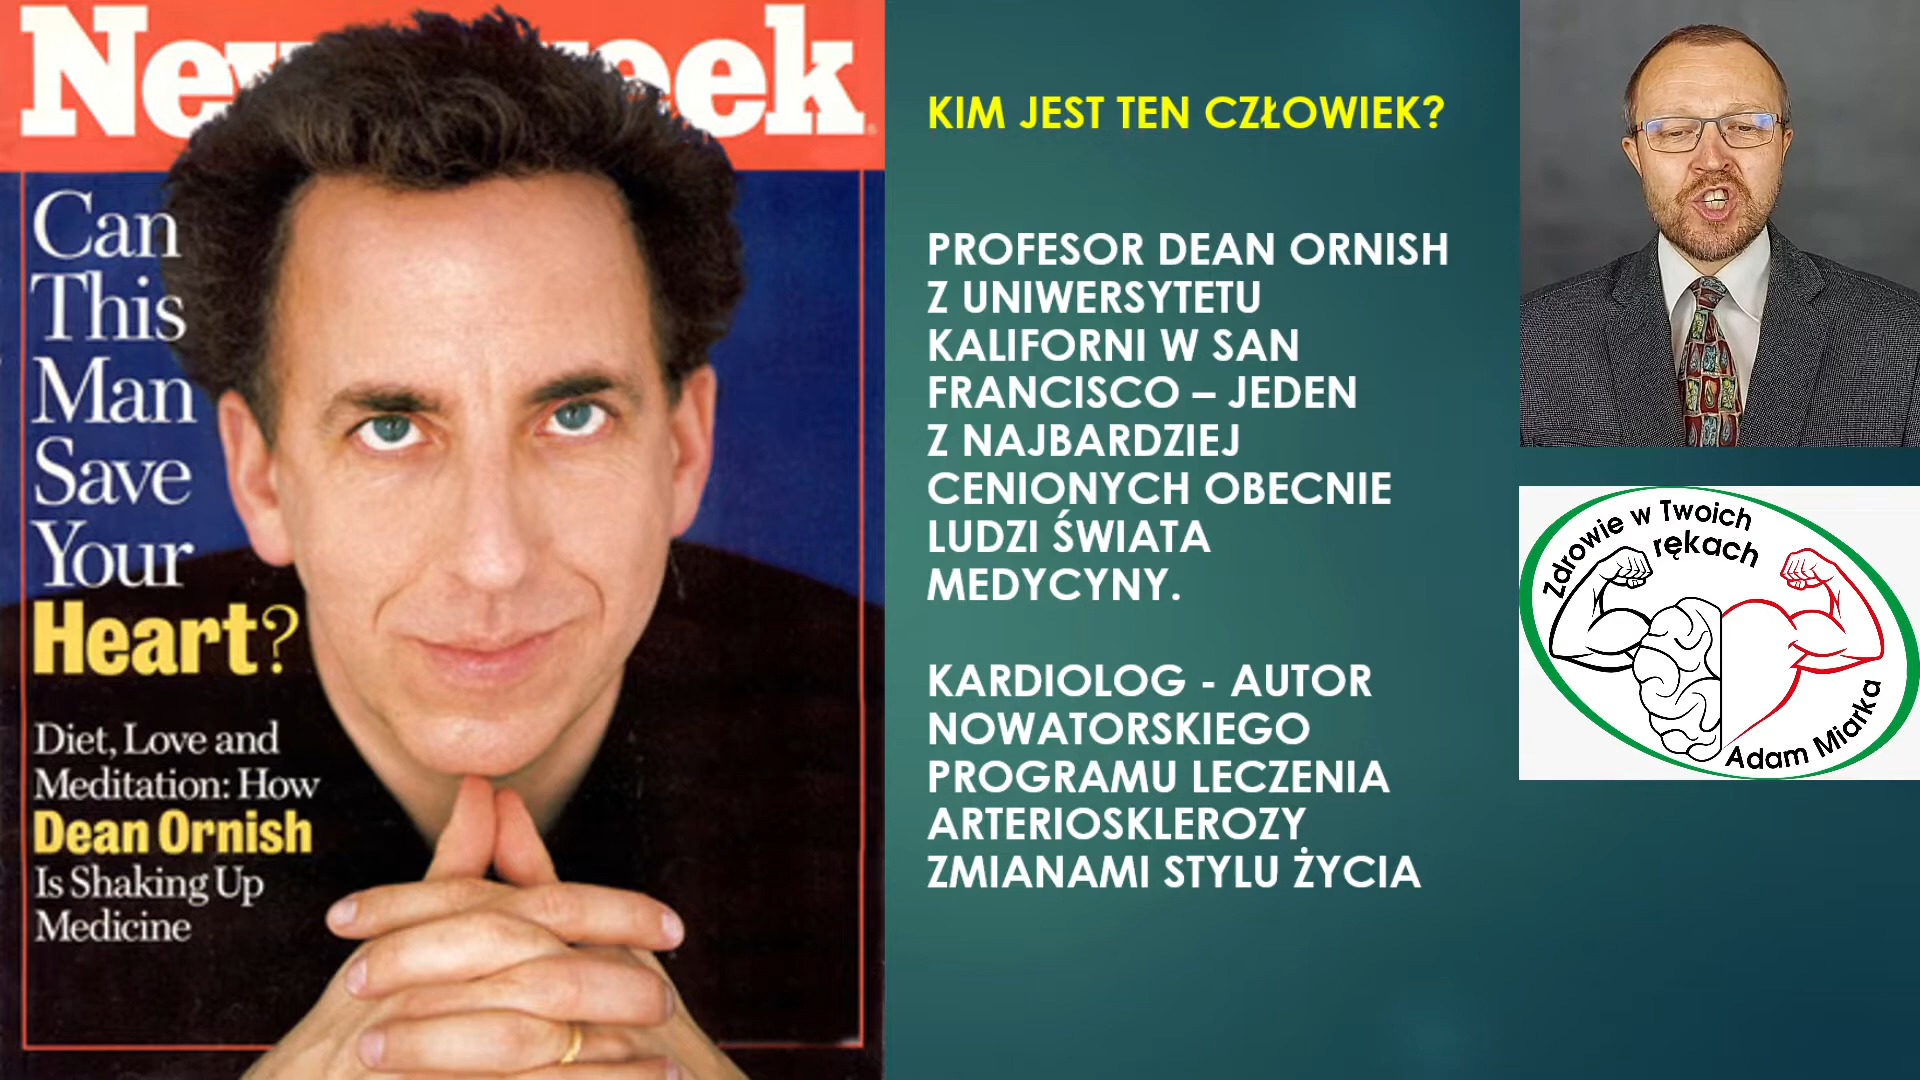 Newsweek
Can
This
Man
Save
Your
Heart?
Diet, Love and
Meditation: How
Dean Ornish
Is Shaking Up
Medicine
KIM JEST TEN CZŁOWIEK?
PROFESOR DEAN ORNISH
Z UNIWERSYTETU
KALIFORNI W SAN
FRANCISCO – JEDEN
Z NAJBARDZIEJ
CENIONYCH OBECNIE
LUDZI ŚWIATA
MEDYCYNY.
KARDIOLOG - AUTOR
NOWATORSKIEGO
PROGRAMU LECZENIA
ARTERIOSKLEROZY
ZMIANAMI STYLU ŻYCIA
Zdrowie w Twoich
rękach
Adam Miarka